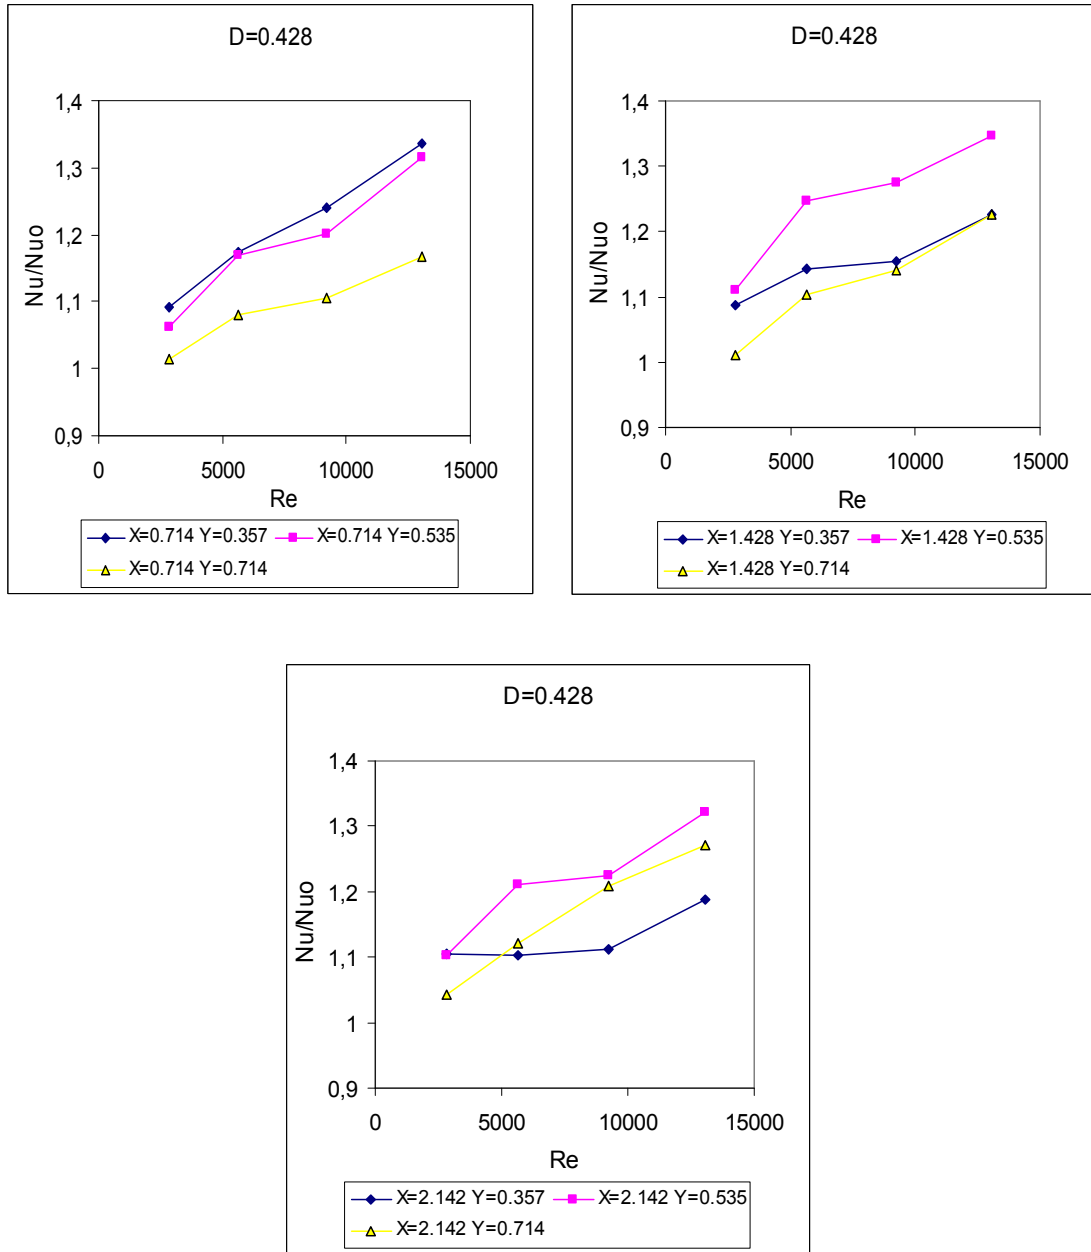 D=0.428
1,4
1,3
1,2
1,1
1
0,9
Nu/Nuo
0 5000 10000 15000
Re
X=0.714 Y=0.357 X=0.714 Y=0.535
X=0.714 Y=0.714
D=0.428
1,4
1,3
1,2
1,1
1
0,9
Nu/Nuo
0 5000 10000 15000
Re
X=1.428 Y=0.357 X=1.428 Y=0.535
X=1.428 Y=0.714
D=0.428
1,4
1,3
1,2
1,1
1
0,9
Nu/Nuo
0 5000 10000 15000
Re
X=2.142 Y=0.357 X=2.142 Y=0.535
X=2.142 Y=0.714